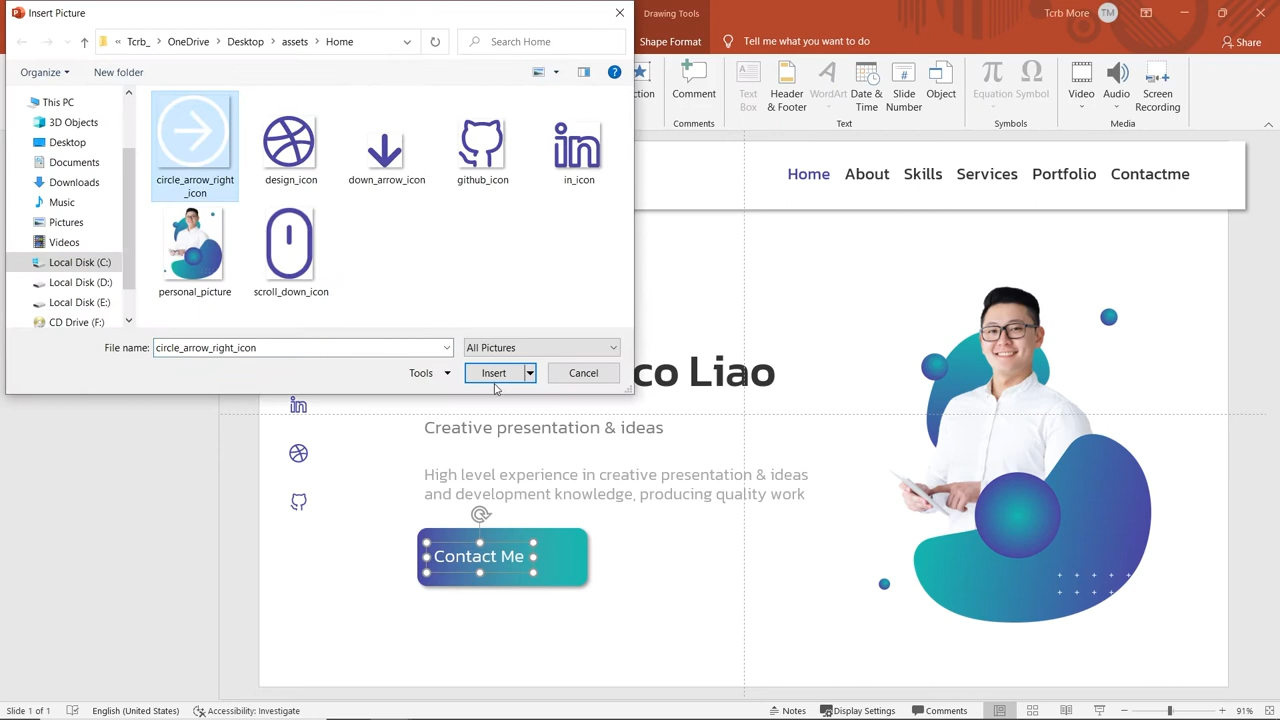 Insert Picture
Drawing Tools
Tcrb More
TM
« Tcrb_ > OneDrive > Desktop > assets > Home
Search Home
Shape Format
Tell me what you want to do
Share
Organize
New folder
?
Comment
Text
Box
Header
& Footer
WordArt
Date &
Time
Slide
Number
Object
Equation
Symbol
Video
Audio
Screen
Recording
Comments
Text
Symbols
Media
This PC
3D Objects
Desktop
Documents
Downloads
Music
Pictures
Videos
Local Disk (C:)
Local Disk (D:)
Local Disk (E:)
CD Drive (F:)
circle_arrow_right
_icon
design_icon
down_arrow_icon
github_icon
in
in_icon
personal_picture
scroll_down_icon
File name:
circle_arrow_right_icon
All Pictures
Tools
Insert
Cancel
Home
About
Skills
Services
Portfolio
Contactme
co Liao
in
Creative presentation & ideas
High level experience in creative presentation & ideas
and development knowledge, producing quality work
Contact Me
Slide 1 of 1
English (United States)
Accessibility: Investigate
Notes
Display Settings
Comments
91%